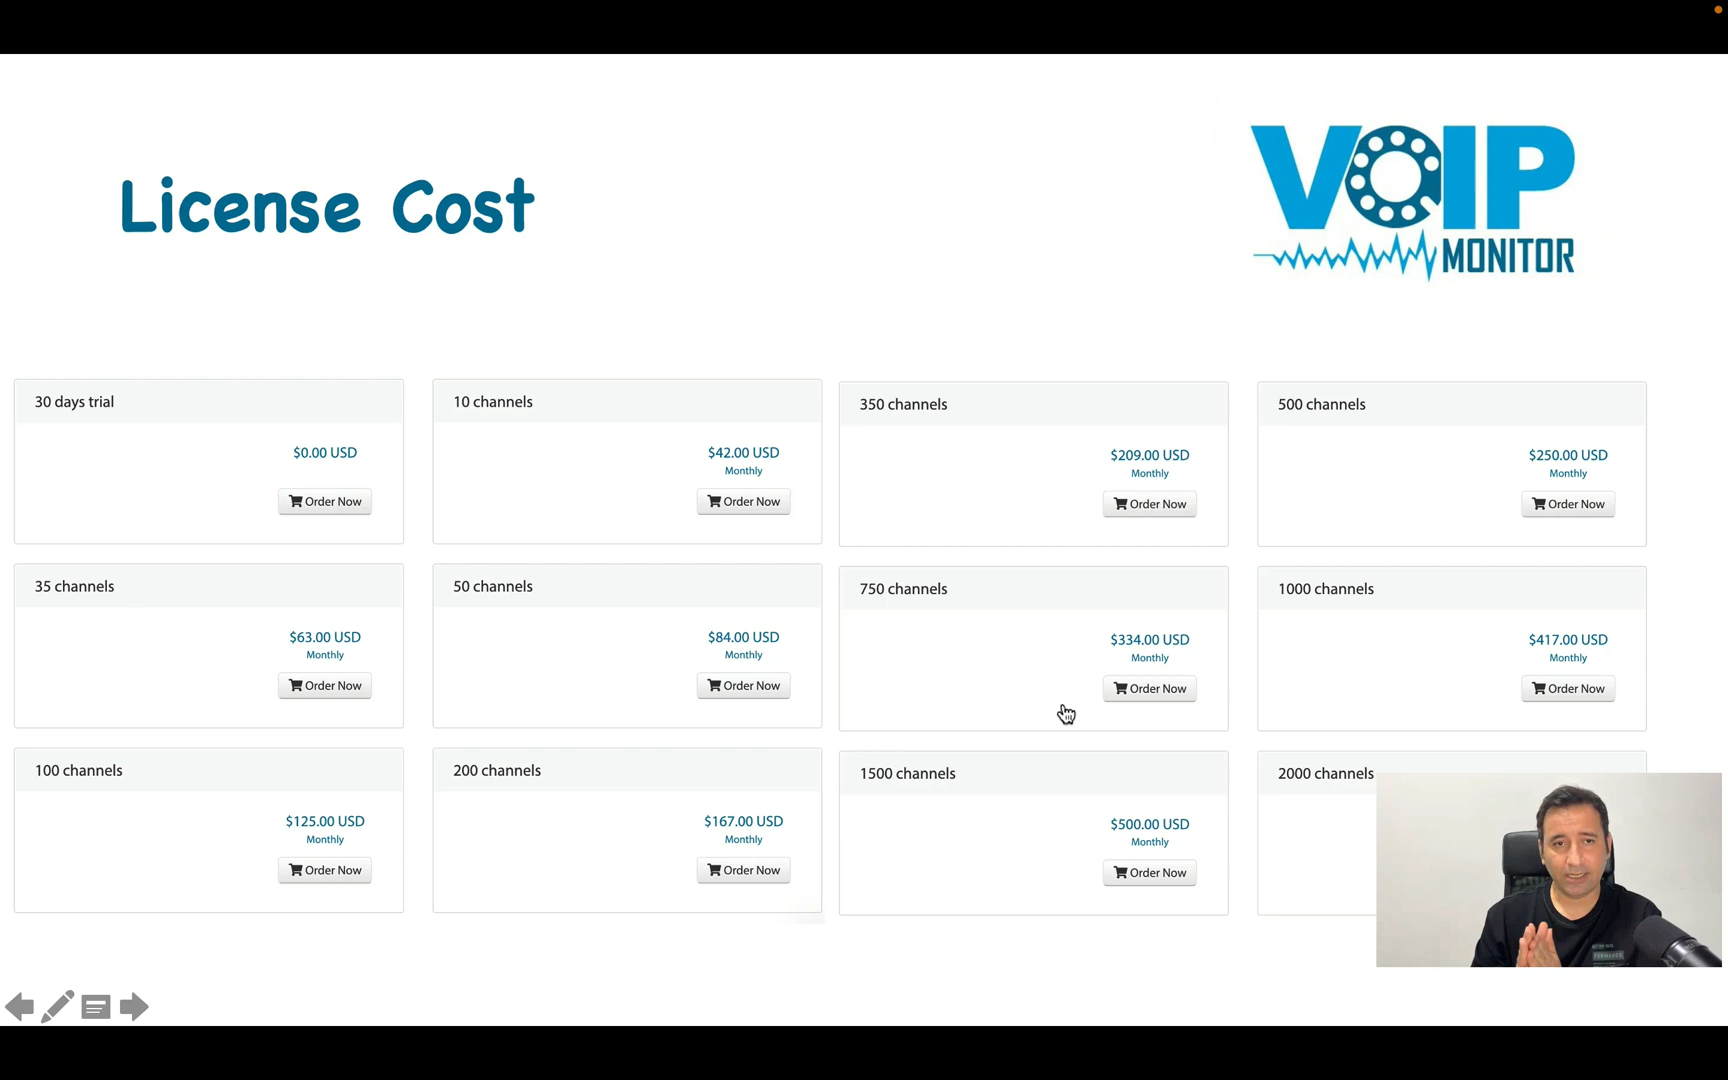 License Cost
VOIP
MONITOR
30 days trial
$0.00 USD
Order Now
10 channels
$42.00 USD
Monthly
Order Now
350 channels
$209.00 USD
Monthly
Order Now
500 channels
$250.00 USD
Monthly
Order Now
35 channels
$63.00 USD
Monthly
Order Now
50 channels
$84.00 USD
Monthly
Order Now
750 channels
$334.00 USD
Monthly
Order Now
1000 channels
$417.00 USD
Monthly
Order Now
100 channels
$125.00 USD
Monthly
Order Now
200 channels
$167.00 USD
Monthly
Order Now
1500 channels
$500.00 USD
Monthly
Order Now
2000 channels